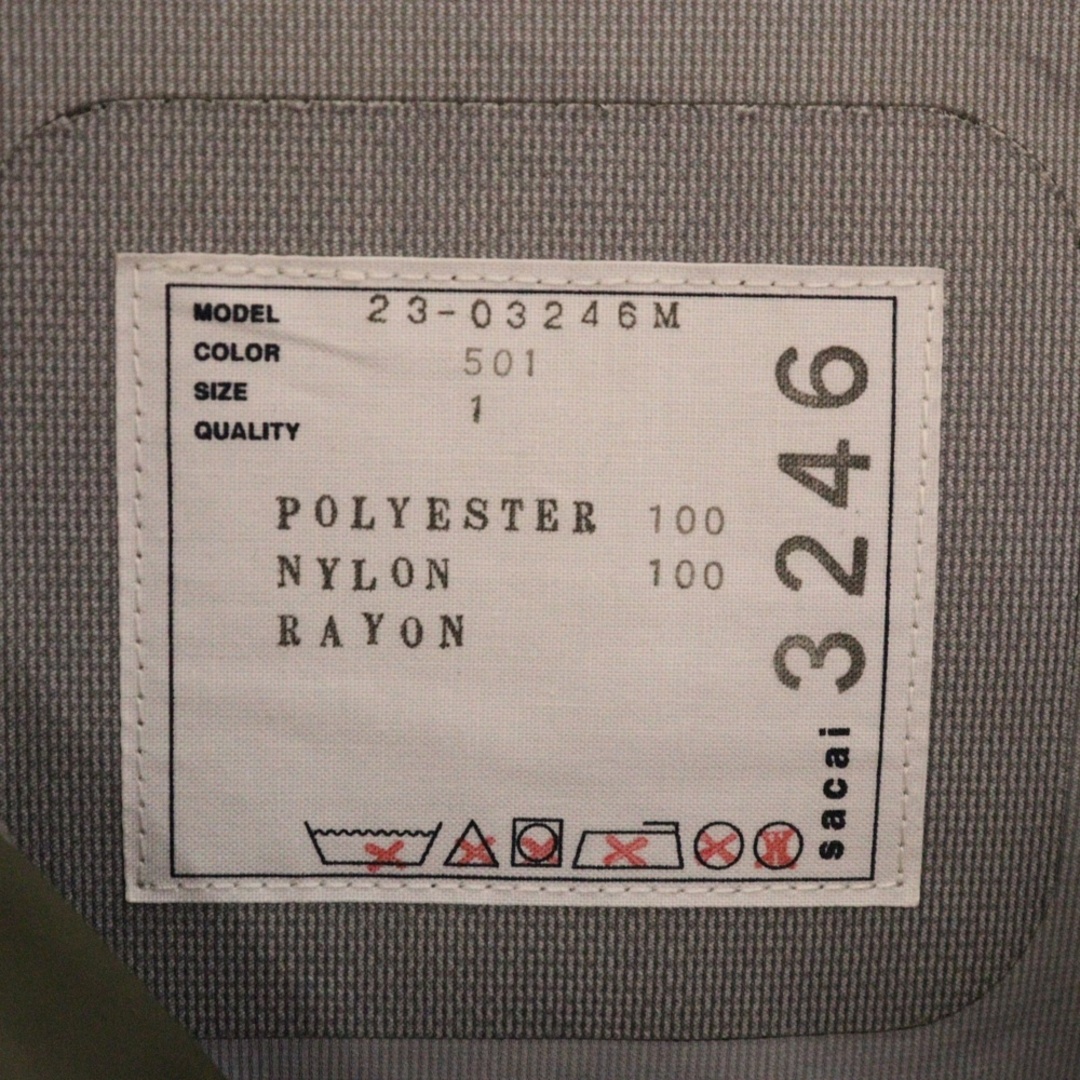 MODEL 23-03246M
COLOR 501
SIZE 1
QUALITY
POLYESTER 100
NYLON 100
RAYON
sacai 3246